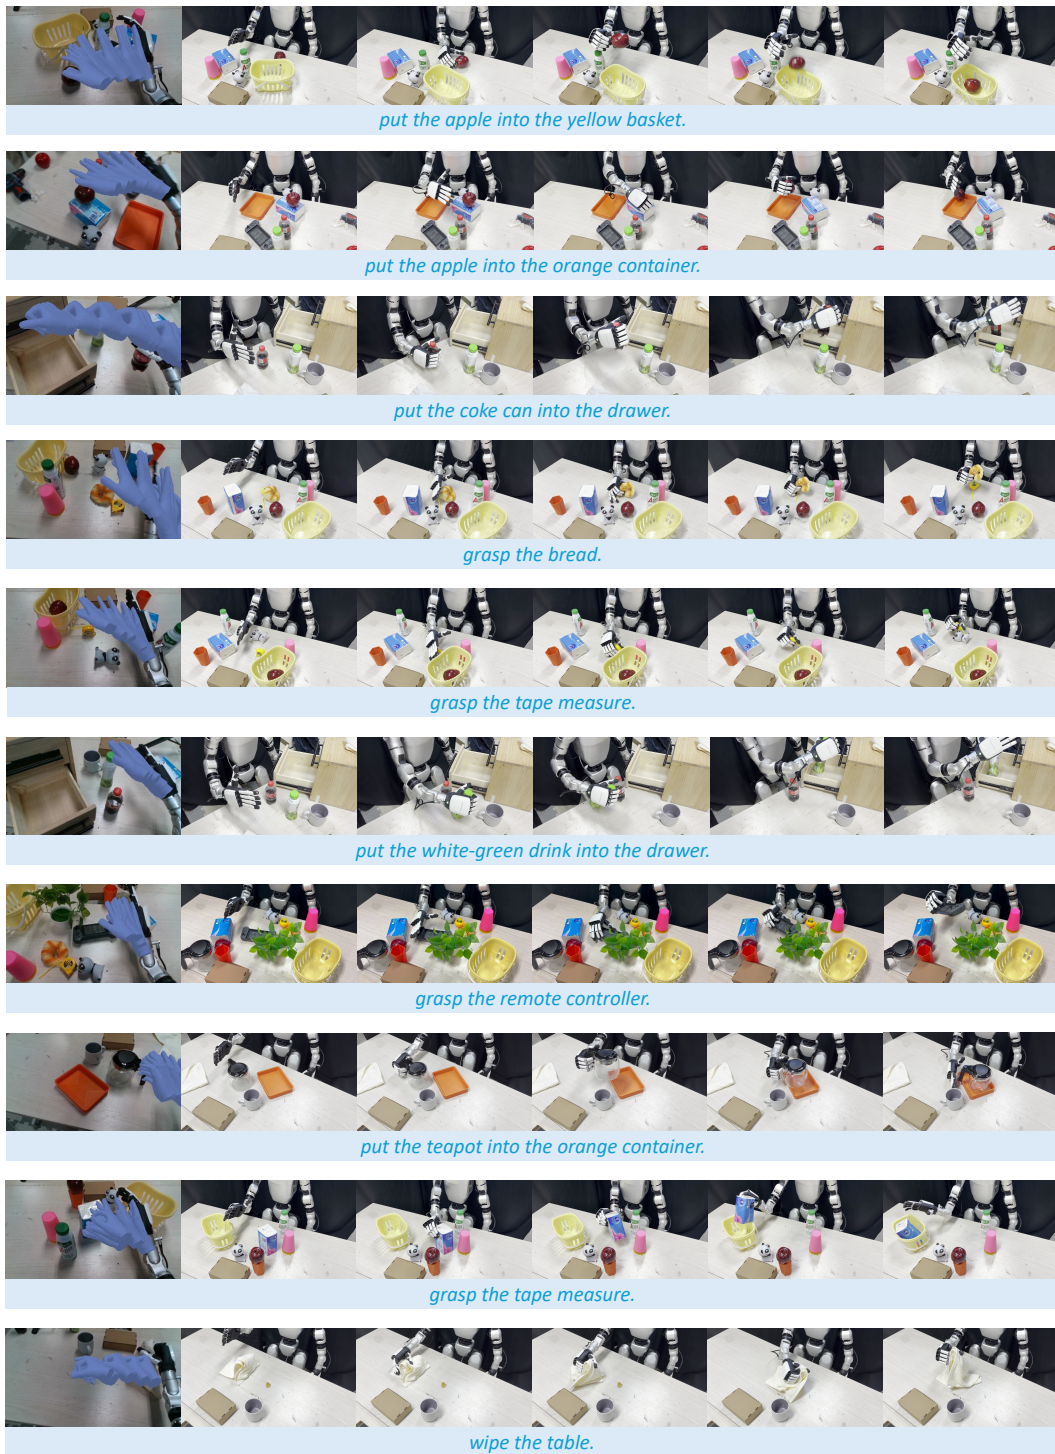 put the apple into the yellow basket.
put the apple into the orange container.
put the coke can into the drawer.
grasp the bread.
grasp the tape measure.
put the white-green drink into the drawer.
grasp the remote controller.
put the teapot into the orange container.
grasp the tape measure.
wipe the table.